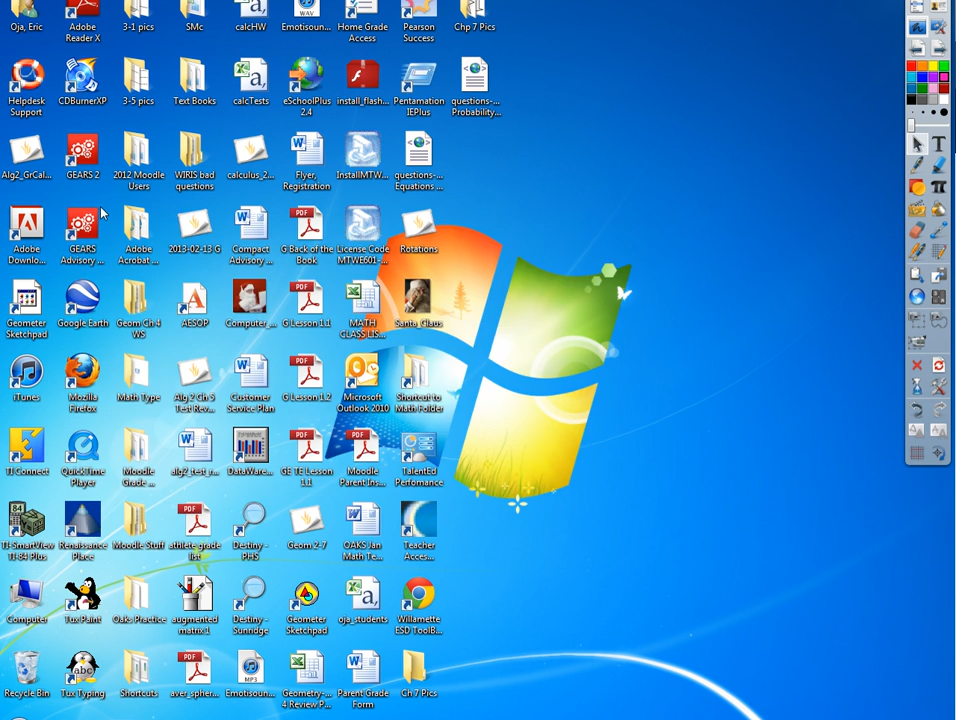 Oja, Eric
Adobe
Reader X
3-1 pics
SMc
calcHW
Emotisoun...
Home Grade
Access
Pearson
Success
Chp 7 Pics
Helpdesk
Support
CDBurnerXP
3-5 pics
Text Books
calcTests
eSchoolPlus
2.4
install_flash...
Pentamation
IEPlus
questions-...
Probability...
Alg2_GrCal...
GEARS 2
2012 Moodle
Users
WIRIS bad
questions
calculus_2...
Flyer,
Registration
InstallMTW...
questions-...
Equations ...
Adobe
Downlo...
GEARS
Advisory ...
Adobe
Acrobat ...
2013-02-13 G
Compact
Advisory ...
G Back of the
Book
License Code
MTWE601-...
Rotations
Geometer
Sketchpad
Google Earth
Geom Ch 4
WS
AESOP
Computer_...
G Lesson 1.1
MATH
CLASS LIS...
Santa_Claus
iTunes
Mozilla
Firefox
Math Type
Alg 2 Ch 5
Test Rev...
Customer
Service Plan
G Lesson 1.2
Microsoft
Outlook 2010
Shortcut to
Math Folder
TI Connect
QuickTime
Player
Moodle
Grade ...
alg2_test_r...
DataWare...
GE TE Lesson
1.1
Moodle
Parent Ins...
TalentEd
Perfomance
TI-SmartView
TI-84 Plus
Renaissance
Place
Moodle Stuff
athlete grade
list
Destiny -
PHS
Geom 2-7
OAKS Jan
Math Te...
Teacher
Acces...
Computer
Tux Paint
Oaks Practice
augmented
matrix 1
Destiny -
Sunridge
Geometer
Sketchpad
oja_students
Willamette
ESD ToolB...
Recycle Bin
Tux Typing
Shortcuts
aver_spher...
Emotisoun...
Geometry-...
4 Review P...
Parent Grade
Form
Ch 7 Pics